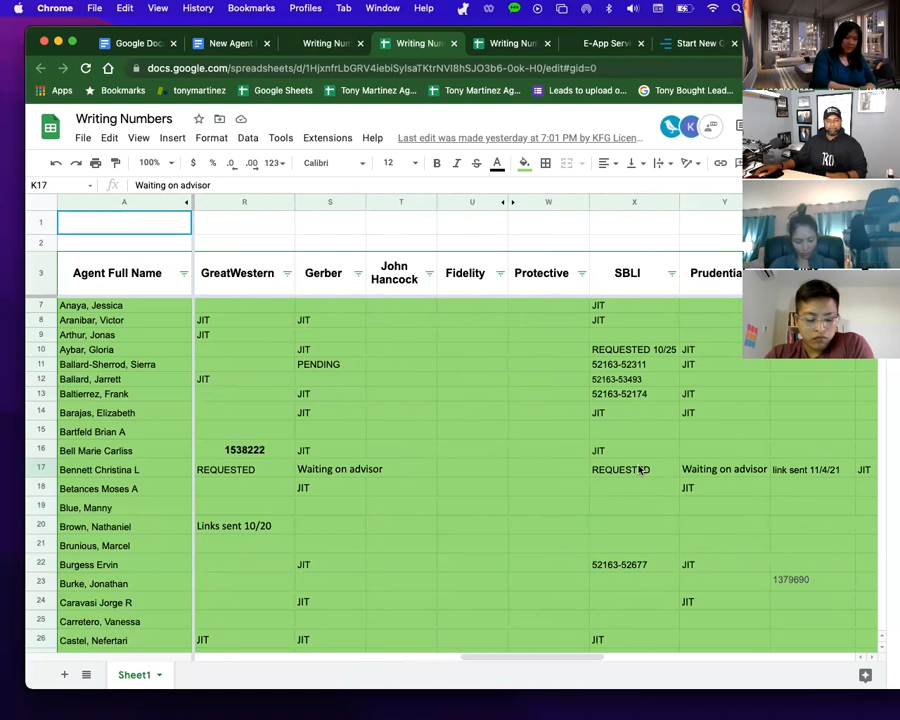 Chrome File Edit View History Bookmarks Profiles Tab Window Help
Google Doc New Agent Writing Num Writing Num Writing Num E-App Serv Start New
docs.google.com/spreadsheets/d/1HjxnfrLbGRV4iebiSylsaTKtrNVI8hSJO3b6-0ok-H0/edit#gid=0
Apps Bookmarks tonymartinez Google Sheets Tony Martinez Ag... Tony Martinez Ag... Leads to upload o... Tony Bought Lead...
Writing Numbers
File Edit View Insert Format Data Tools Extensions Help Last edit was made yesterday at 7:01 PM by KFG Licen...
K
100% $ % .0 .00 123 Calibri 12 B I S A
K17 fx Waiting on advisor
A R S T U W X Y
1
2
3 Agent Full Name GreatWestern Gerber John Hancock Fidelity Protective SBLI Prudentia
7 Anaya, Jessica JIT
8 Aranibar, Victor JIT JIT JIT
9 Arthur, Jonas JIT
10 Aybar, Gloria JIT REQUESTED 10/25 JIT
11 Ballard-Sherrod, Sierra PENDING 52163-52311 JIT
12 Ballard, Jarrett JIT 52163-53493
13 Baltierrez, Frank JIT 52163-52174 JIT
14 Barajas, Elizabeth JIT JIT JIT
15 Bartfeld Brian A
16 Bell Marie Carliss 1538222 JIT JIT
17 Bennett Christina L REQUESTED Waiting on advisor REQUESTED Waiting on advisor link sent 11/4/21 JIT
18 Betances Moses A JIT JIT
19 Blue, Manny
20 Brown, Nathaniel Links sent 10/20
21 Brunious, Marcel
22 Burgess Ervin JIT 52163-52677 JIT
23 Burke, Jonathan 1379690
24 Caravasi Jorge R JIT JIT
25 Carretero, Vanessa
26 Castel, Nefertari JIT JIT JIT
Sheet1